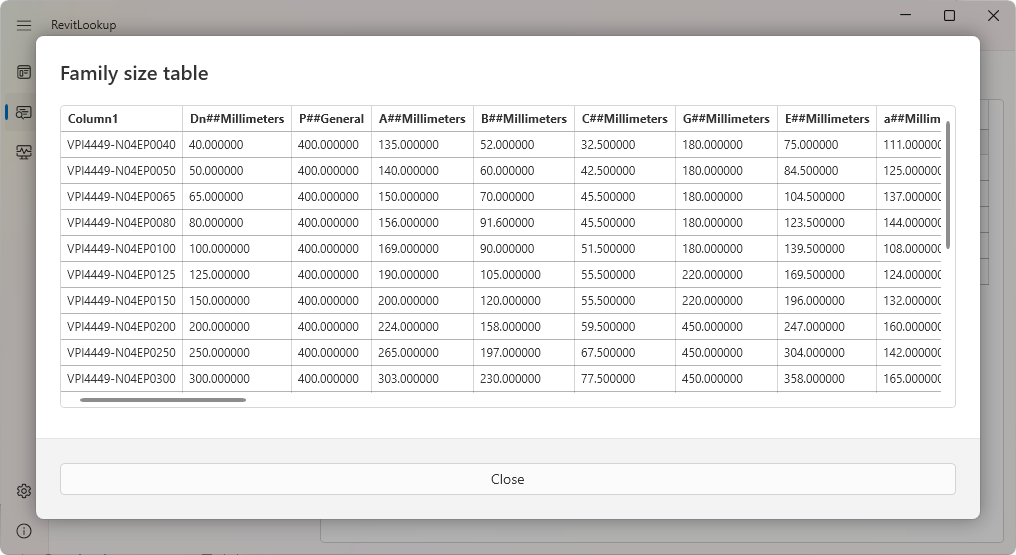 RevitLookup
Family size table
Column1 Dn##Millimeters P##General A##Millimeters B##Millimeters C##Millimeters G##Millimeters E##Millimeters a##Millim
VPI4449-N04EP0040 40.000000 400.000000 135.000000 52.000000 32.500000 180.000000 75.000000 111.000000
VPI4449-N04EP0050 50.000000 400.000000 140.000000 60.000000 42.500000 180.000000 84.500000 125.000000
VPI4449-N04EP0065 65.000000 400.000000 150.000000 70.000000 45.500000 180.000000 104.500000 137.000000
VPI4449-N04EP0080 80.000000 400.000000 156.000000 91.600000 45.500000 180.000000 123.500000 144.000000
VPI4449-N04EP0100 100.000000 400.000000 169.000000 90.000000 51.500000 180.000000 139.500000 108.000000
VPI4449-N04EP0125 125.000000 400.000000 190.000000 105.000000 55.500000 220.000000 169.500000 124.000000
VPI4449-N04EP0150 150.000000 400.000000 200.000000 120.000000 55.500000 220.000000 196.000000 132.000000
VPI4449-N04EP0200 200.000000 400.000000 224.000000 158.000000 59.500000 450.000000 247.000000 160.000000
VPI4449-N04EP0250 250.000000 400.000000 265.000000 197.000000 67.500000 450.000000 304.000000 142.000000
VPI4449-N04EP0300 300.000000 400.000000 303.000000 230.000000 77.500000 450.000000 358.000000 165.000000
Close